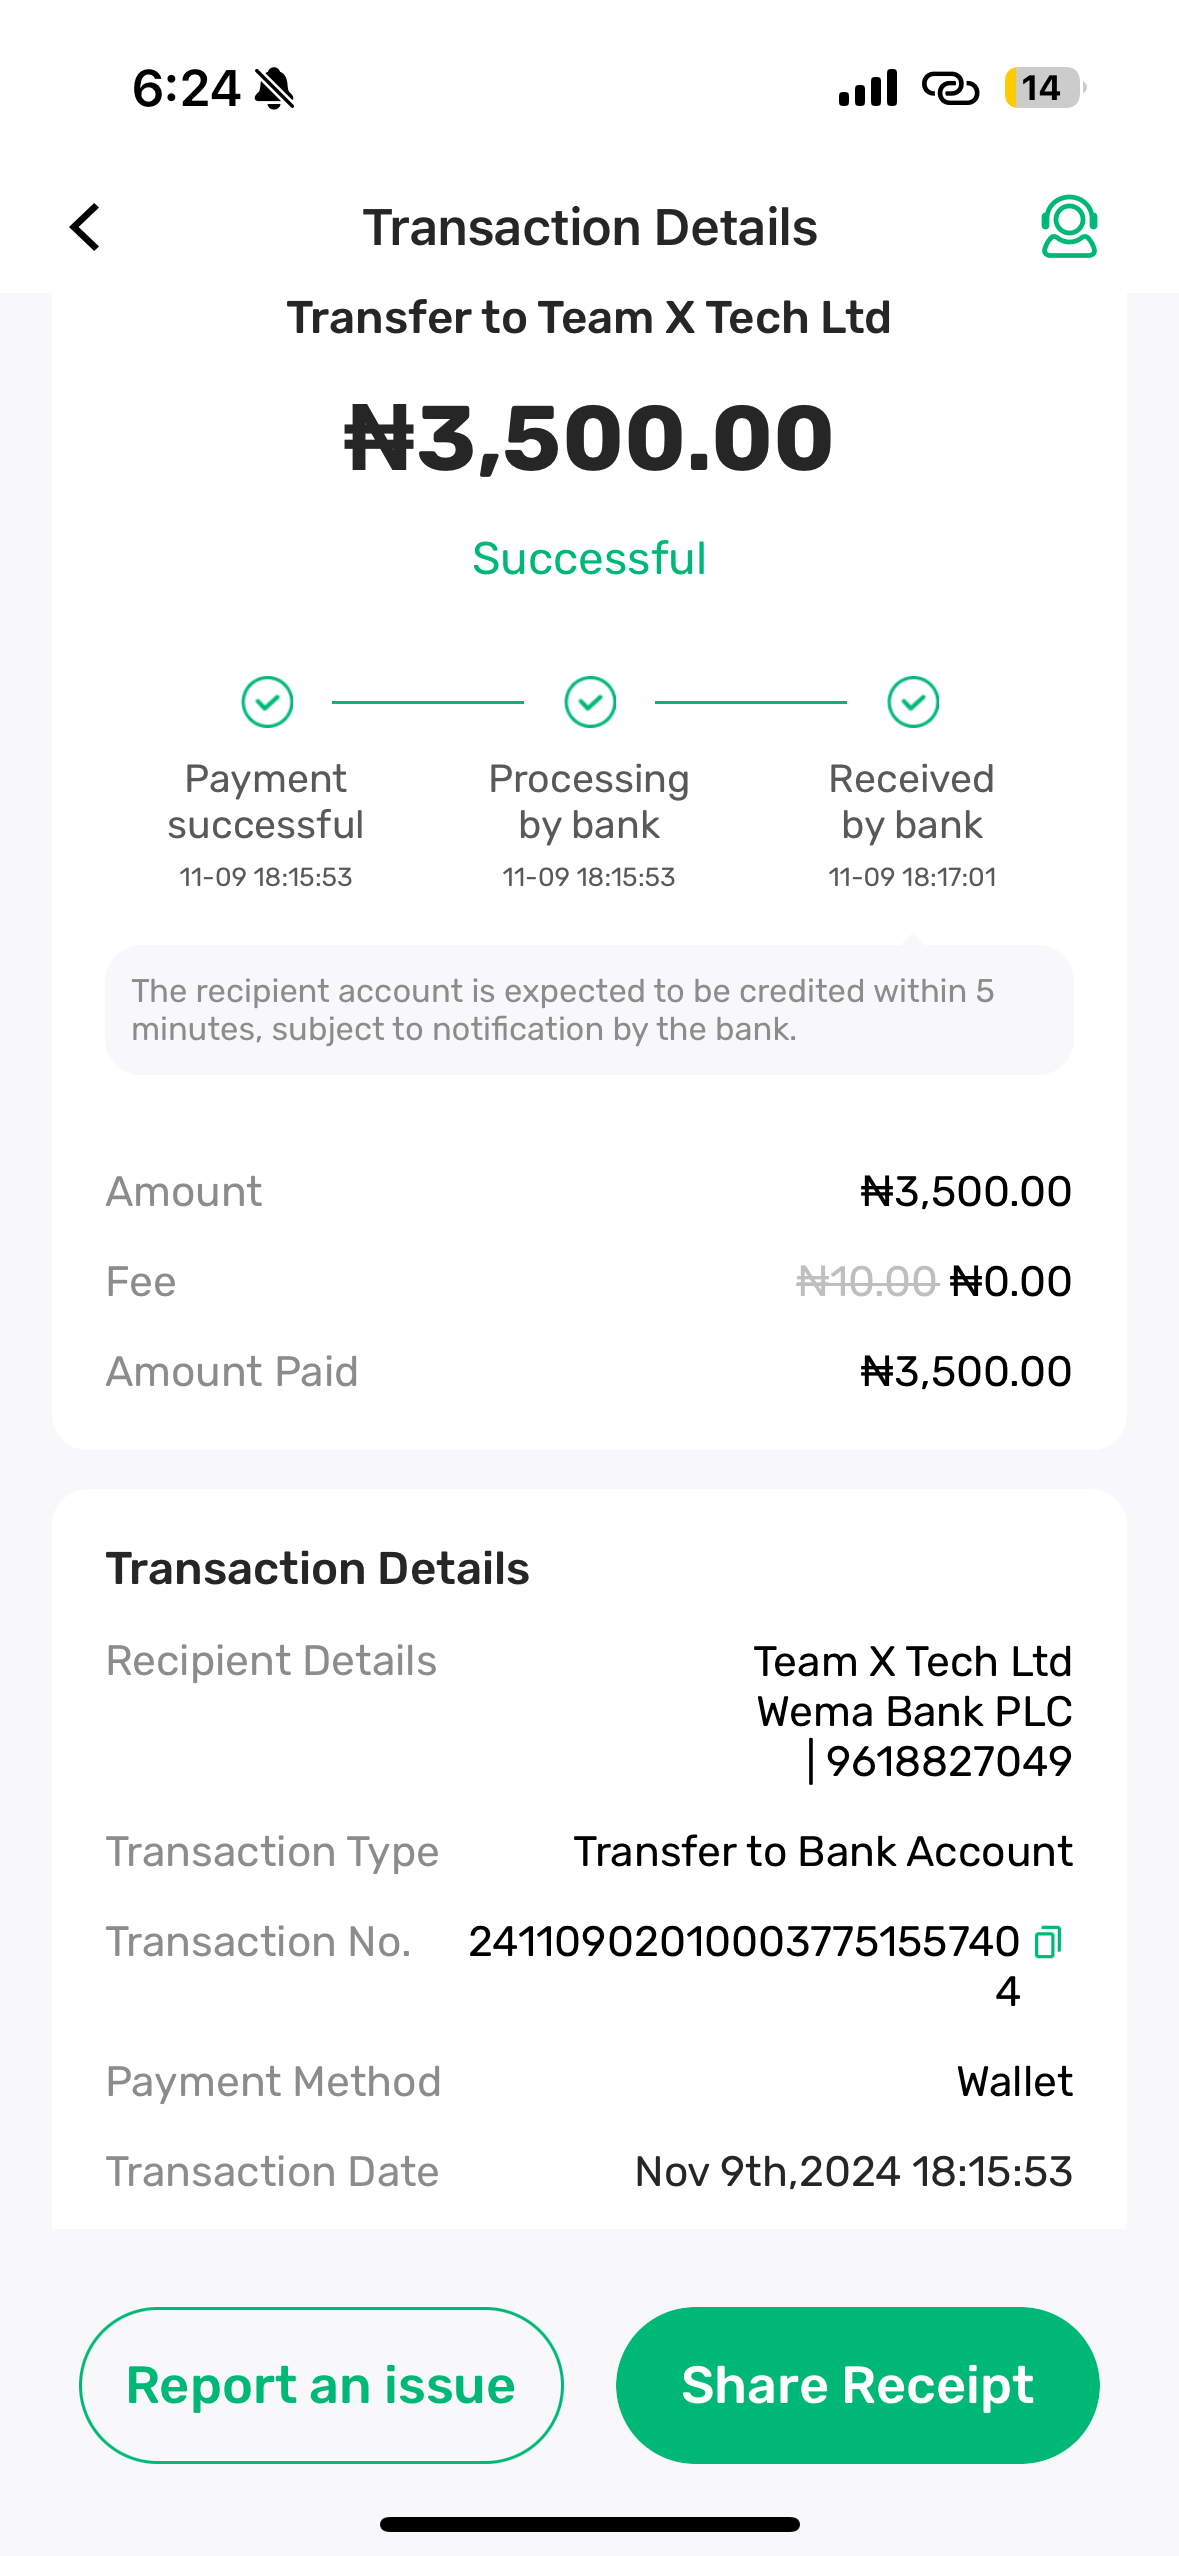 6:24
14
Transaction Details
Transfer to Team X Tech Ltd
₦3,500.00
Successful
Payment successful
11-09 18:15:53
Processing by bank
11-09 18:15:53
Received by bank
11-09 18:17:01
The recipient account is expected to be credited within 5
minutes, subject to notification by the bank.
Amount ₦3,500.00
Fee ₦10.00 ₦0.00
Amount Paid ₦3,500.00
Transaction Details
Recipient Details Team X Tech Ltd
Wema Bank PLC
| 9618827049
Transaction Type Transfer to Bank Account
Transaction No. 24110902010003775155740
4
Payment Method Wallet
Transaction Date Nov 9th,2024 18:15:53
Report an issue
Share Receipt